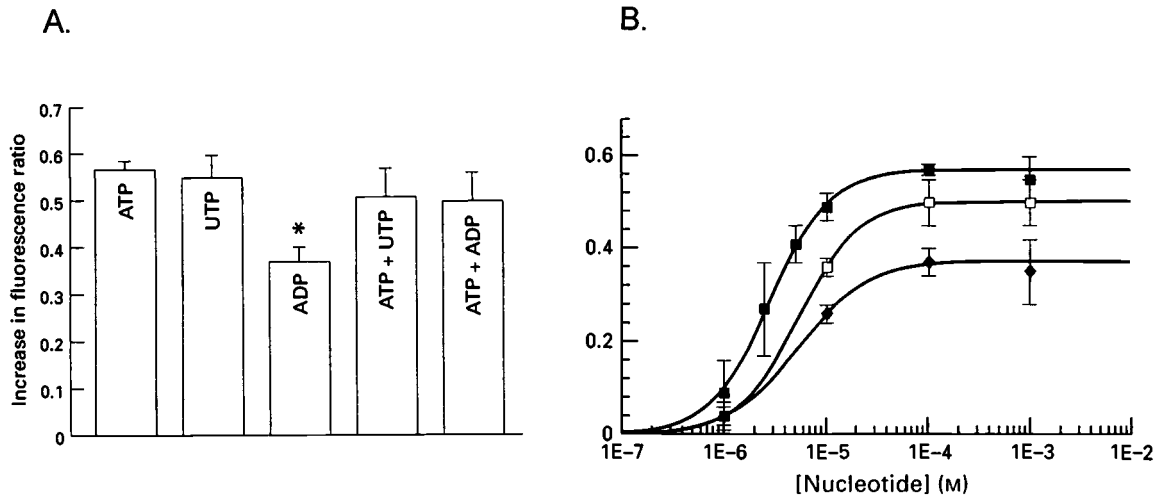 A.
Increase in fluorescence ratio
0.7
0.6
0.5
0.4
0.3
0.2
0.1
0
ATP
UTP
*
ADP
ATP + UTP
ATP + ADP
B.
0.6
0.4
0.2
0
1E-7 1E-6 1E-5 1E-4 1E-3 1E-2
[Nucleotide] (M)